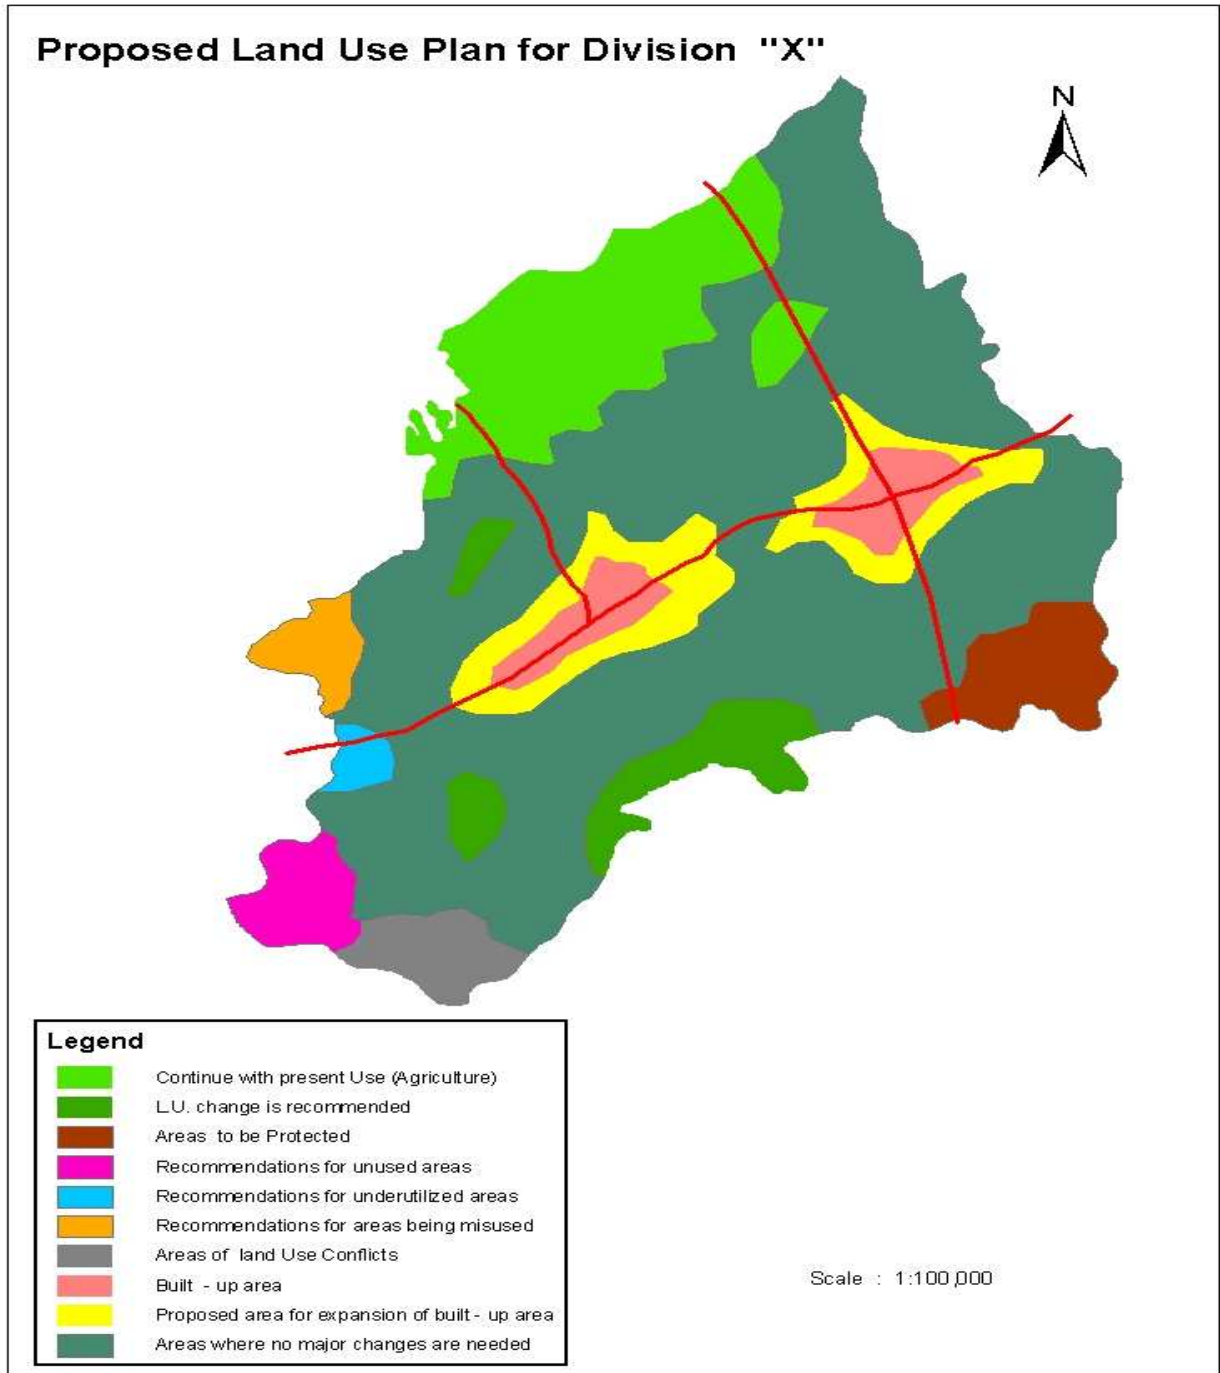 Proposed Land Use Plan for Division "X"
N
Legend
Continue with present Use (Agriculture)
L.U. change is recommended
Areas to be Protected
Recommendations for unused areas
Recommendations for underutilized areas
Recommendations for areas being misused
Areas of land Use Conflicts
Built - up area
Proposed area for expansion of built - up area
Areas where no major changes are needed
Scale : 1:100,000